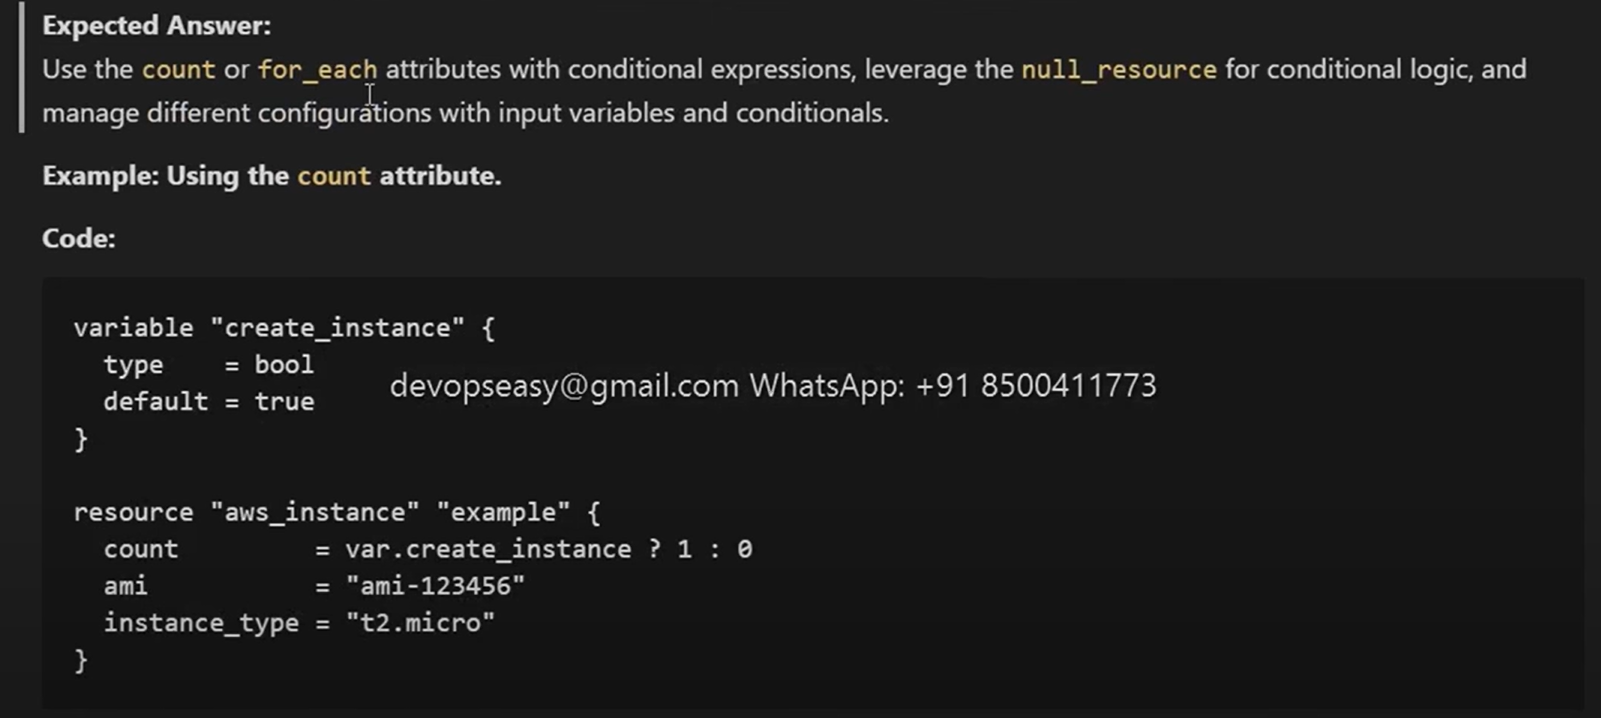 Expected Answer:
Use the count or for_each attributes with conditional expressions, leverage the null_resource for conditional logic, and
manage different configurations with input variables and conditionals.
Example: Using the count attribute.
Code:
variable "create_instance" {
  type    = bool
  default = true
devopseasy@gmail.com WhatsApp: +91 8500411773
}
resource "aws_instance" "example" {
  count         = var.create_instance ? 1 : 0
  ami           = "ami-123456"
  instance_type = "t2.micro"
}